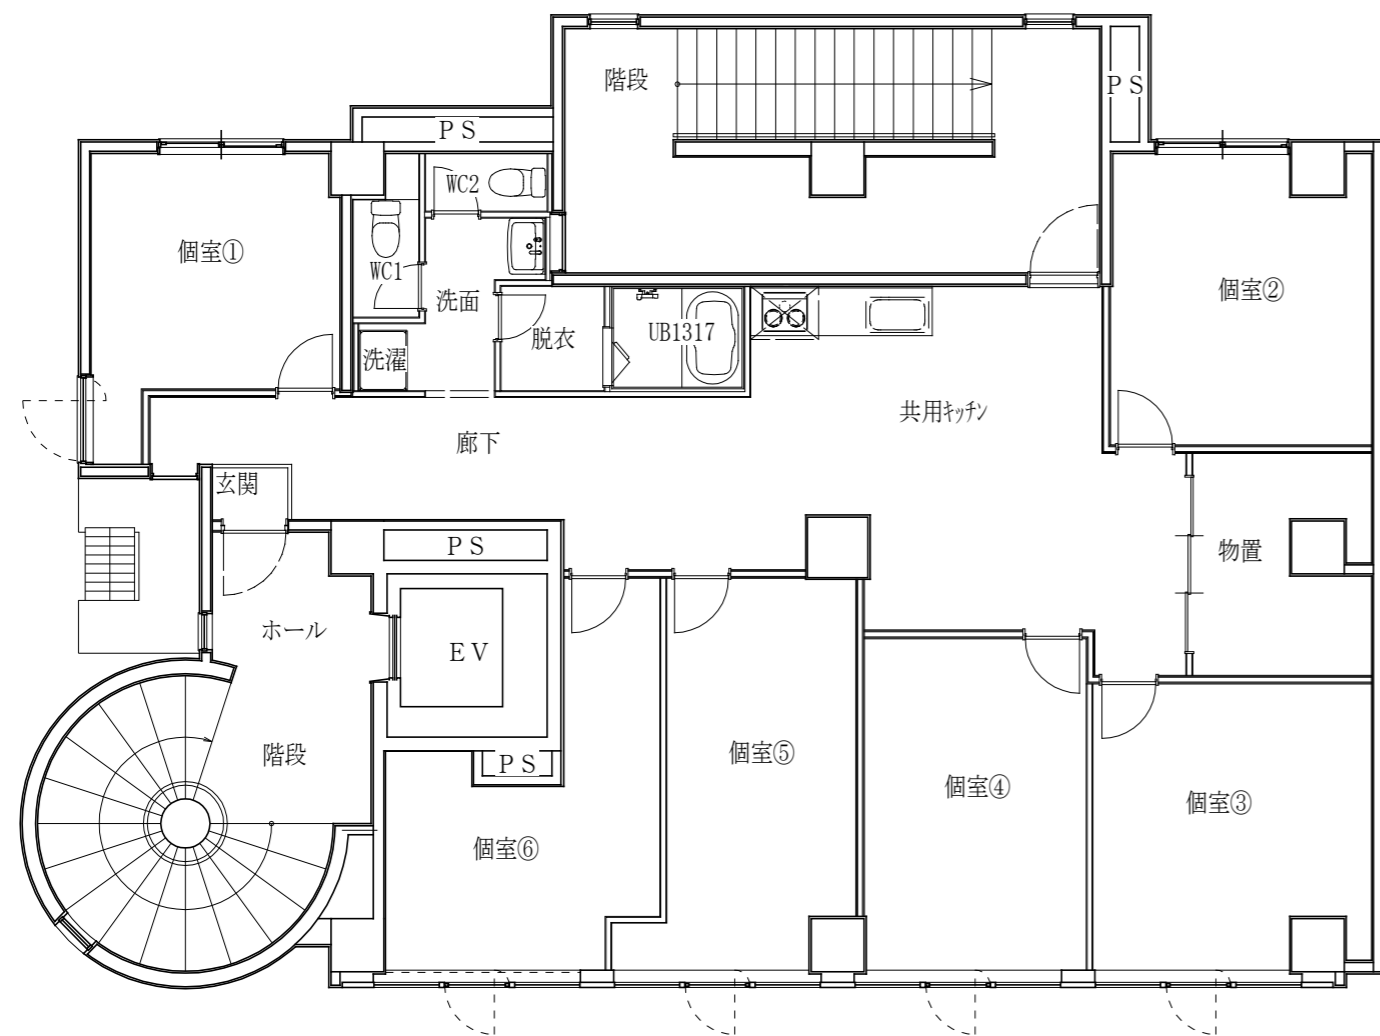 階段
ＰＳ
ＰＳ
WC2
個室①
WC1
洗面
個室②
脱衣
UB1317
洗濯
共用ｷｯﾁﾝ
廊下
玄関
ＰＳ
物置
ホール
ＥＶ
階段
ＰＳ
個室⑤
個室④
個室③
個室⑥